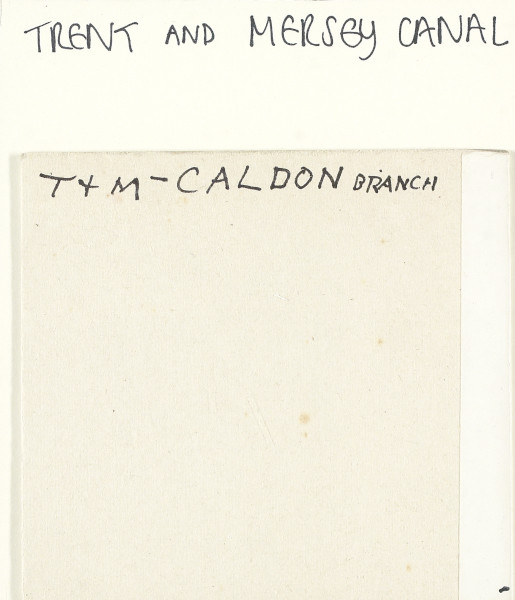 TRENT AND MERSEY CANAL
T+M-CALDON BRANCH